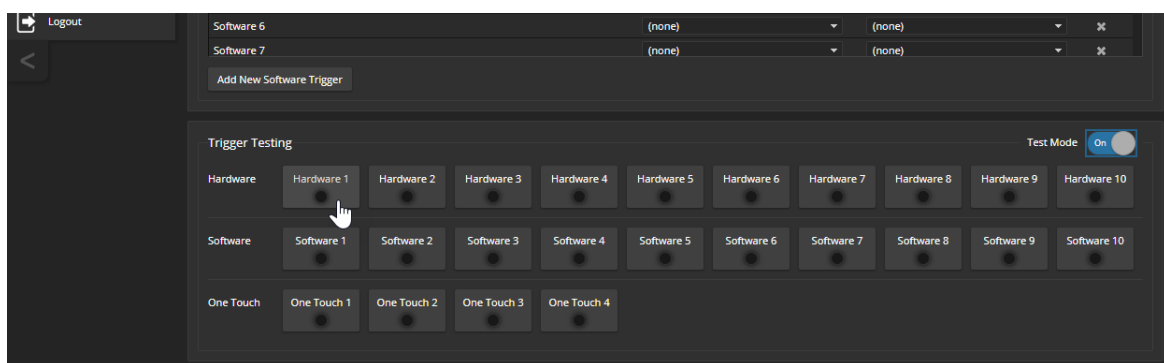 Logout
Software 6 (none) (none)
Software 7 (none) (none)
Add New Software Trigger
Trigger Testing Test Mode On
Hardware Hardware 1 Hardware 2 Hardware 3 Hardware 4 Hardware 5 Hardware 6 Hardware 7 Hardware 8 Hardware 9 Hardware 10
Software Software 1 Software 2 Software 3 Software 4 Software 5 Software 6 Software 7 Software 8 Software 9 Software 10
One Touch One Touch 1 One Touch 2 One Touch 3 One Touch 4